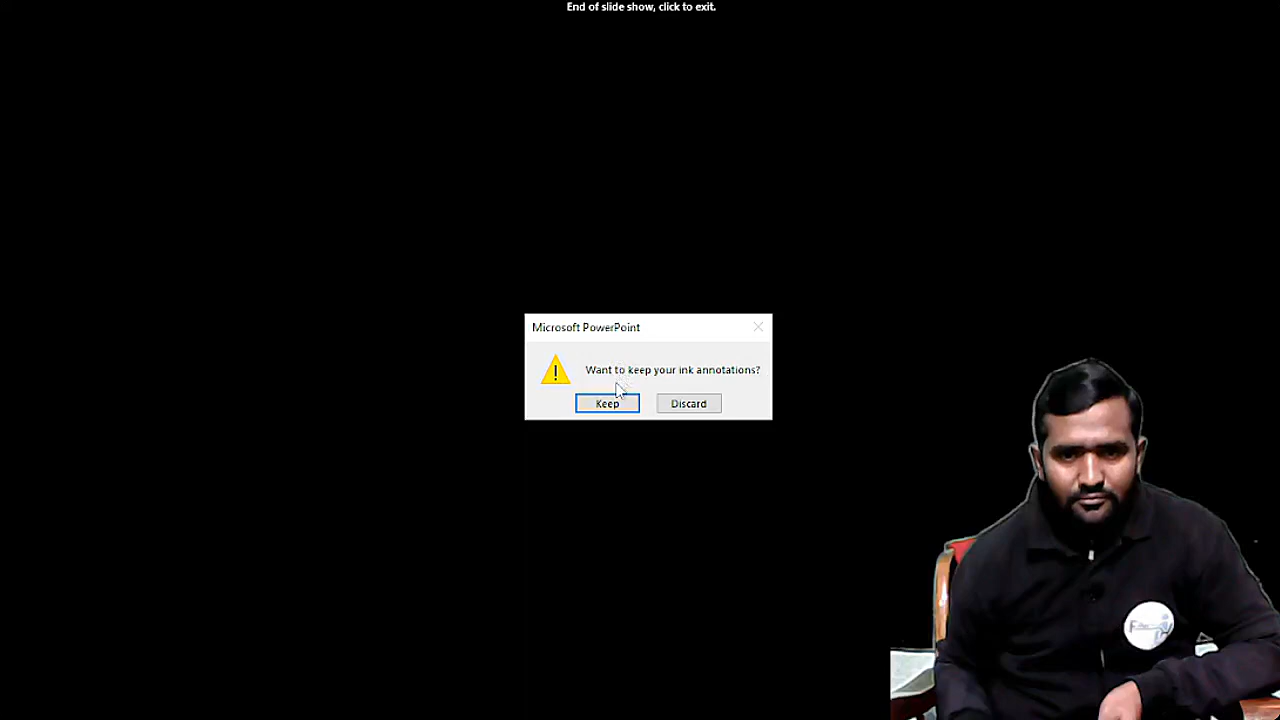 End of slide show, click to exit.
Microsoft PowerPoint
Want to keep your ink annotations?
Keep
Discard